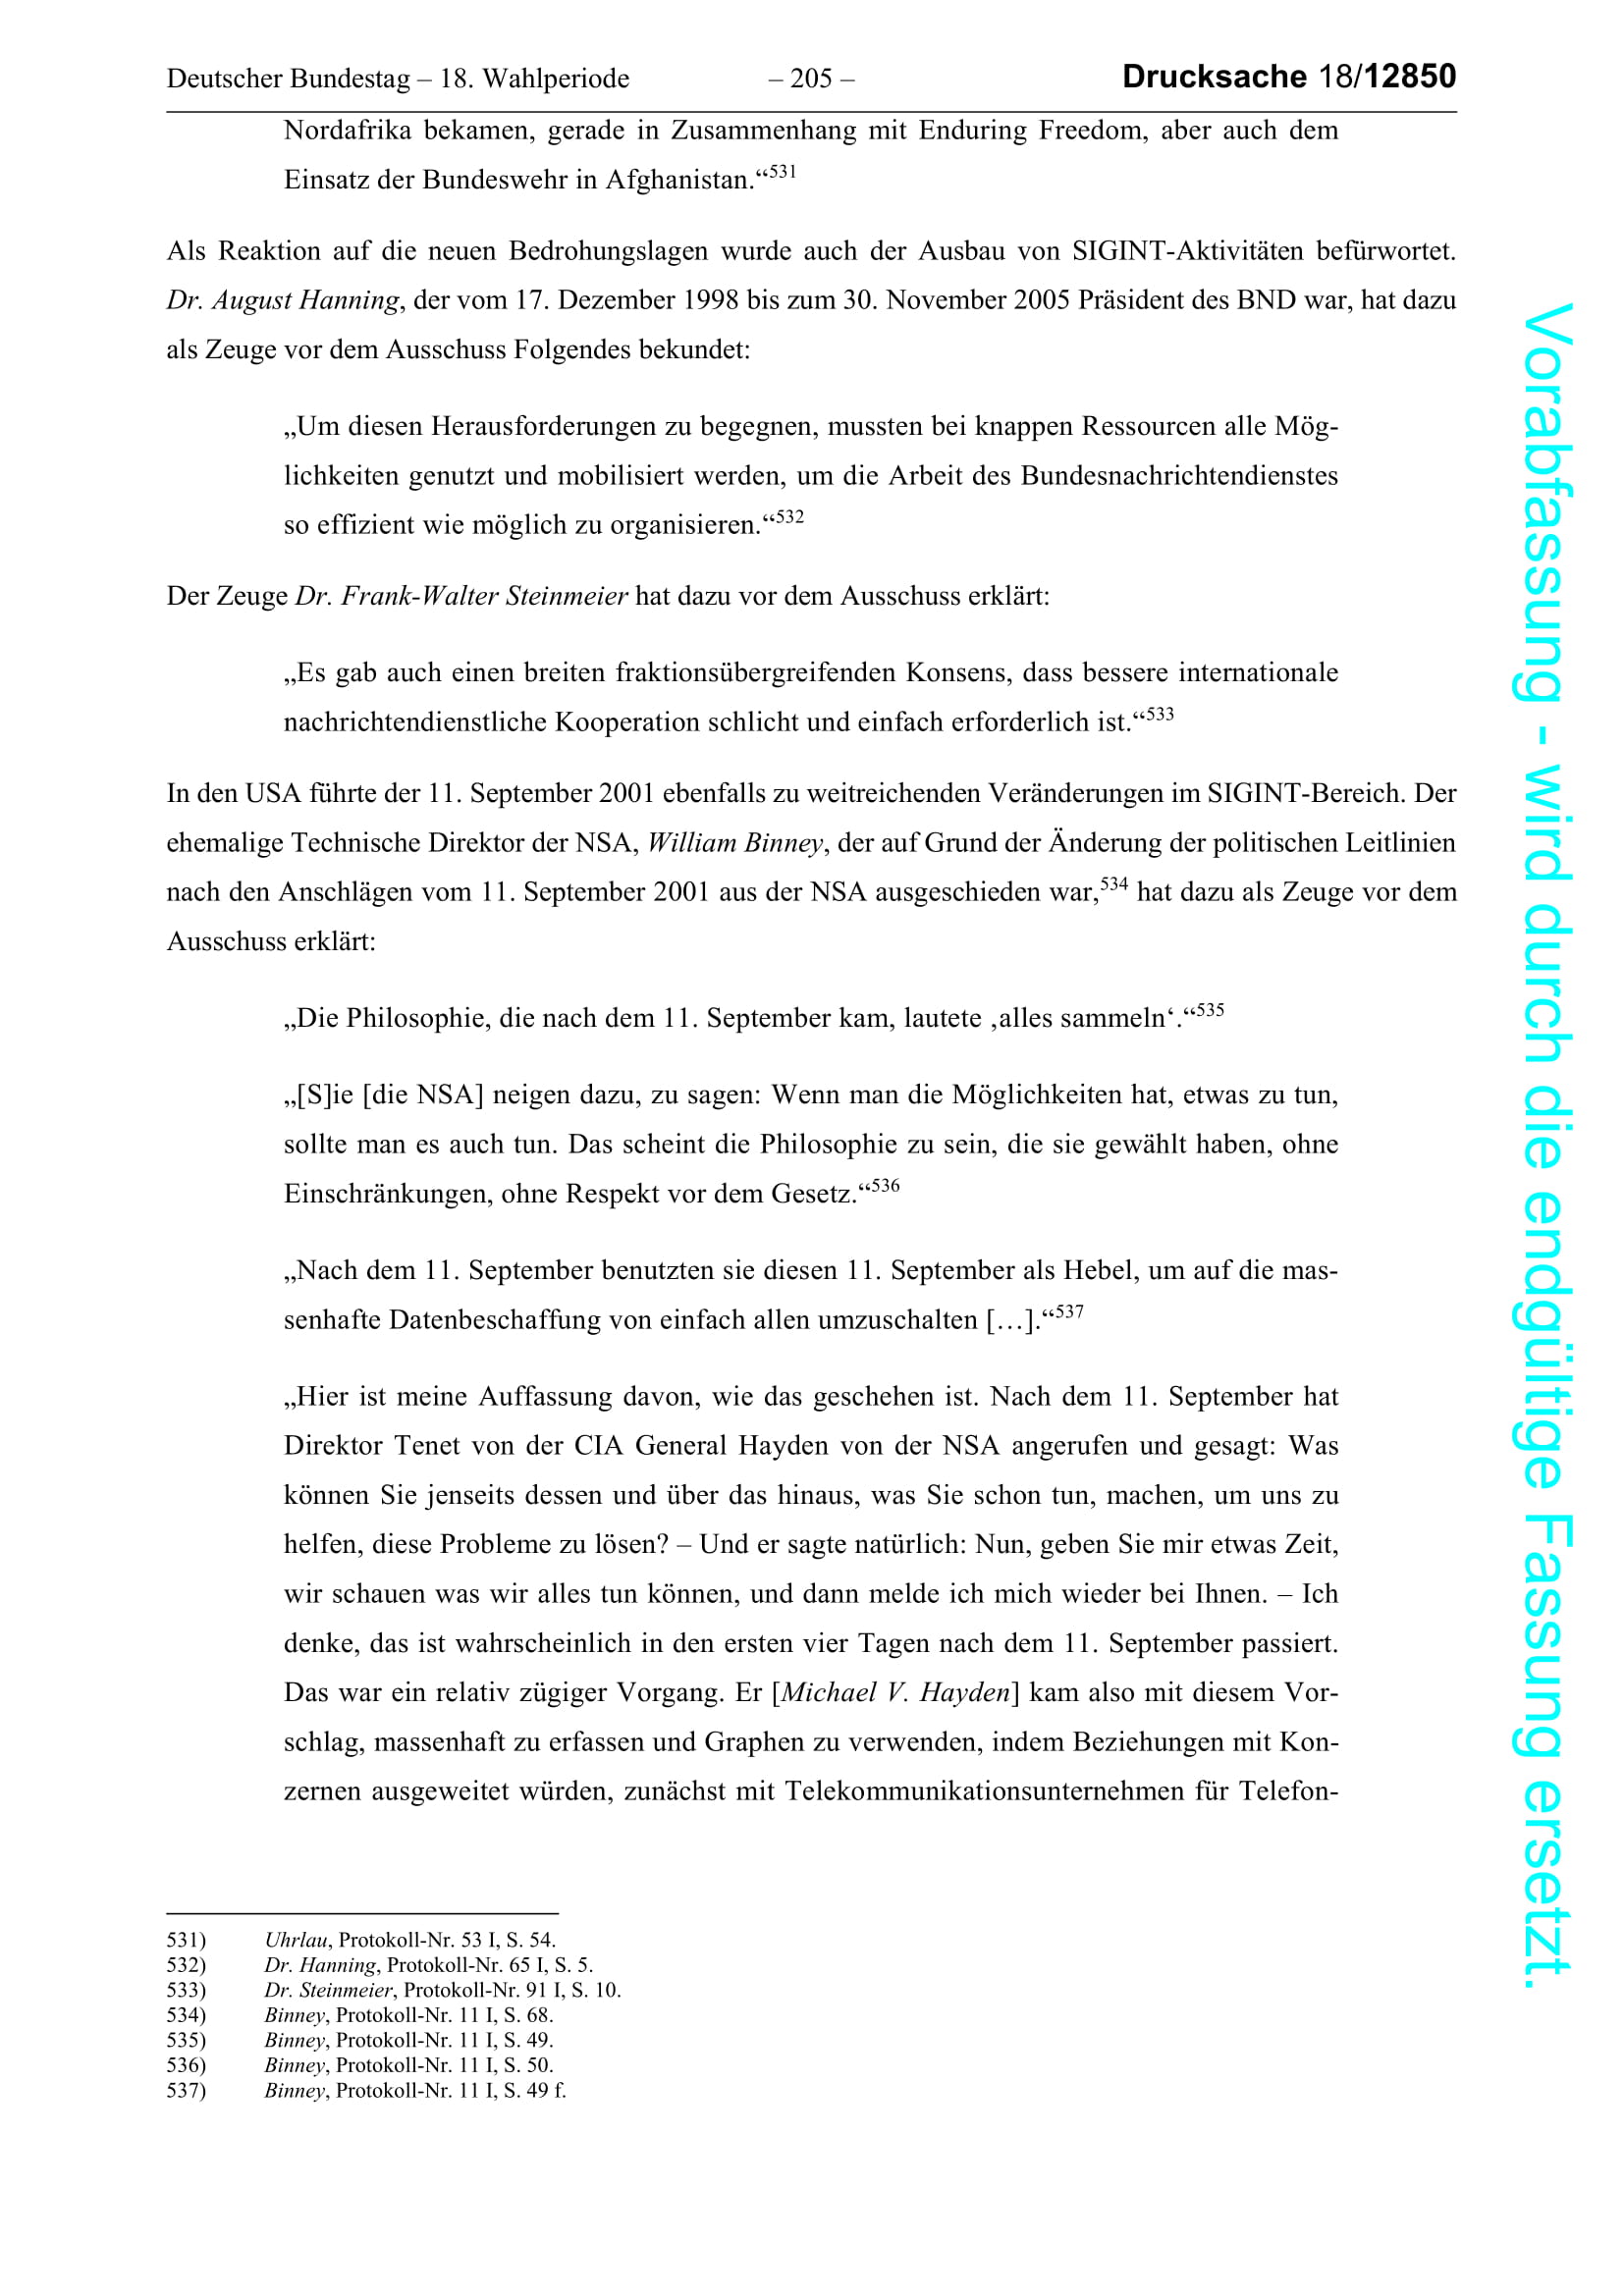 Deutscher Bundestag – 18. Wahlperiode – 205 – Drucksache 18/12850
Nordafrika bekamen, gerade in Zusammenhang mit Enduring Freedom, aber auch dem
Einsatz der Bundeswehr in Afghanistan.“531
Als Reaktion auf die neuen Bedrohungslagen wurde auch der Ausbau von SIGINT-Aktivitäten befürwortet.
Dr. August Hanning, der vom 17. Dezember 1998 bis zum 30. November 2005 Präsident des BND war, hat dazu
als Zeuge vor dem Ausschuss Folgendes bekundet:
„Um diesen Herausforderungen zu begegnen, mussten bei knappen Ressourcen alle Mög-
lichkeiten genutzt und mobilisiert werden, um die Arbeit des Bundesnachrichtendienstes
so effizient wie möglich zu organisieren.“532
Der Zeuge Dr. Frank-Walter Steinmeier hat dazu vor dem Ausschuss erklärt:
„Es gab auch einen breiten fraktionsübergreifenden Konsens, dass bessere internationale
nachrichtendienstliche Kooperation schlicht und einfach erforderlich ist.“533
In den USA führte der 11. September 2001 ebenfalls zu weitreichenden Veränderungen im SIGINT-Bereich. Der
ehemalige Technische Direktor der NSA, William Binney, der auf Grund der Änderung der politischen Leitlinien
nach den Anschlägen vom 11. September 2001 aus der NSA ausgeschieden war,534 hat dazu als Zeuge vor dem
Ausschuss erklärt:
„Die Philosophie, die nach dem 11. September kam, lautete ‚alles sammeln‘.“535
„[S]ie [die NSA] neigen dazu, zu sagen: Wenn man die Möglichkeiten hat, etwas zu tun,
sollte man es auch tun. Das scheint die Philosophie zu sein, die sie gewählt haben, ohne
Einschränkungen, ohne Respekt vor dem Gesetz.“536
„Nach dem 11. September benutzten sie diesen 11. September als Hebel, um auf die mas-
senhafte Datenbeschaffung von einfach allen umzuschalten […].“537
„Hier ist meine Auffassung davon, wie das geschehen ist. Nach dem 11. September hat
Direktor Tenet von der CIA General Hayden von der NSA angerufen und gesagt: Was
können Sie jenseits dessen und über das hinaus, was Sie schon tun, machen, um uns zu
helfen, diese Probleme zu lösen? – Und er sagte natürlich: Nun, geben Sie mir etwas Zeit,
wir schauen was wir alles tun können, und dann melde ich mich wieder bei Ihnen. – Ich
denke, das ist wahrscheinlich in den ersten vier Tagen nach dem 11. September passiert.
Das war ein relativ zügiger Vorgang. Er [Michael V. Hayden] kam also mit diesem Vor-
schlag, massenhaft zu erfassen und Graphen zu verwenden, indem Beziehungen mit Kon-
zernen ausgeweitet würden, zunächst mit Telekommunikationsunternehmen für Telefon-
531) Uhrlau, Protokoll-Nr. 53 I, S. 54.
532) Dr. Hanning, Protokoll-Nr. 65 I, S. 5.
533) Dr. Steinmeier, Protokoll-Nr. 91 I, S. 10.
534) Binney, Protokoll-Nr. 11 I, S. 68.
535) Binney, Protokoll-Nr. 11 I, S. 49.
536) Binney, Protokoll-Nr. 11 I, S. 50.
537) Binney, Protokoll-Nr. 11 I, S. 49 f.
Vorabfassung - wird durch die endgültige Fassung ersetzt.